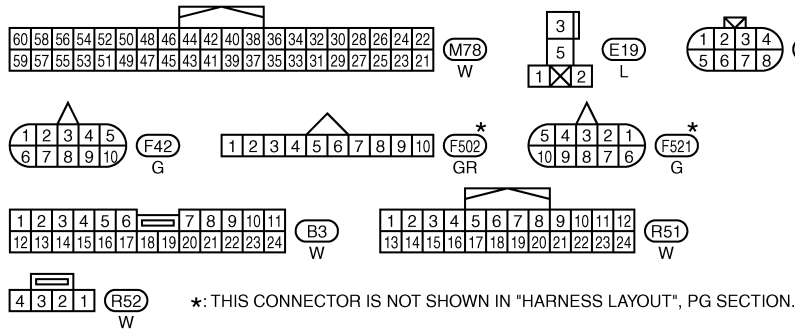 60 58 56 54 52 50 48 46 44 42 40 38 36 34 32 30 28 26 24 22
59 57 55 53 51 49 47 45 43 41 39 37 35 33 31 29 27 25 23 21
M78
W
3
5
1 2
E19
L
1 2 3 4
5 6 7 8
1 2 3 4 5
6 7 8 9 10
F42
G
1 2 3 4 5 6 7 8 9 10
*
F502
GR
5 4 3 2 1
10 9 8 7 6
*
F521
G
1 2 3 4 5 6 7 8 9 10 11
12 13 14 15 16 17 18 19 20 21 22 23 24
B3
W
1 2 3 4 5 6 7 8 9 10 11 12
13 14 15 16 17 18 19 20 21 22 23 24
R51
W
4 3 2 1
R52
W
*: THIS CONNECTOR IS NOT SHOWN IN "HARNESS LAYOUT", PG SECTION.